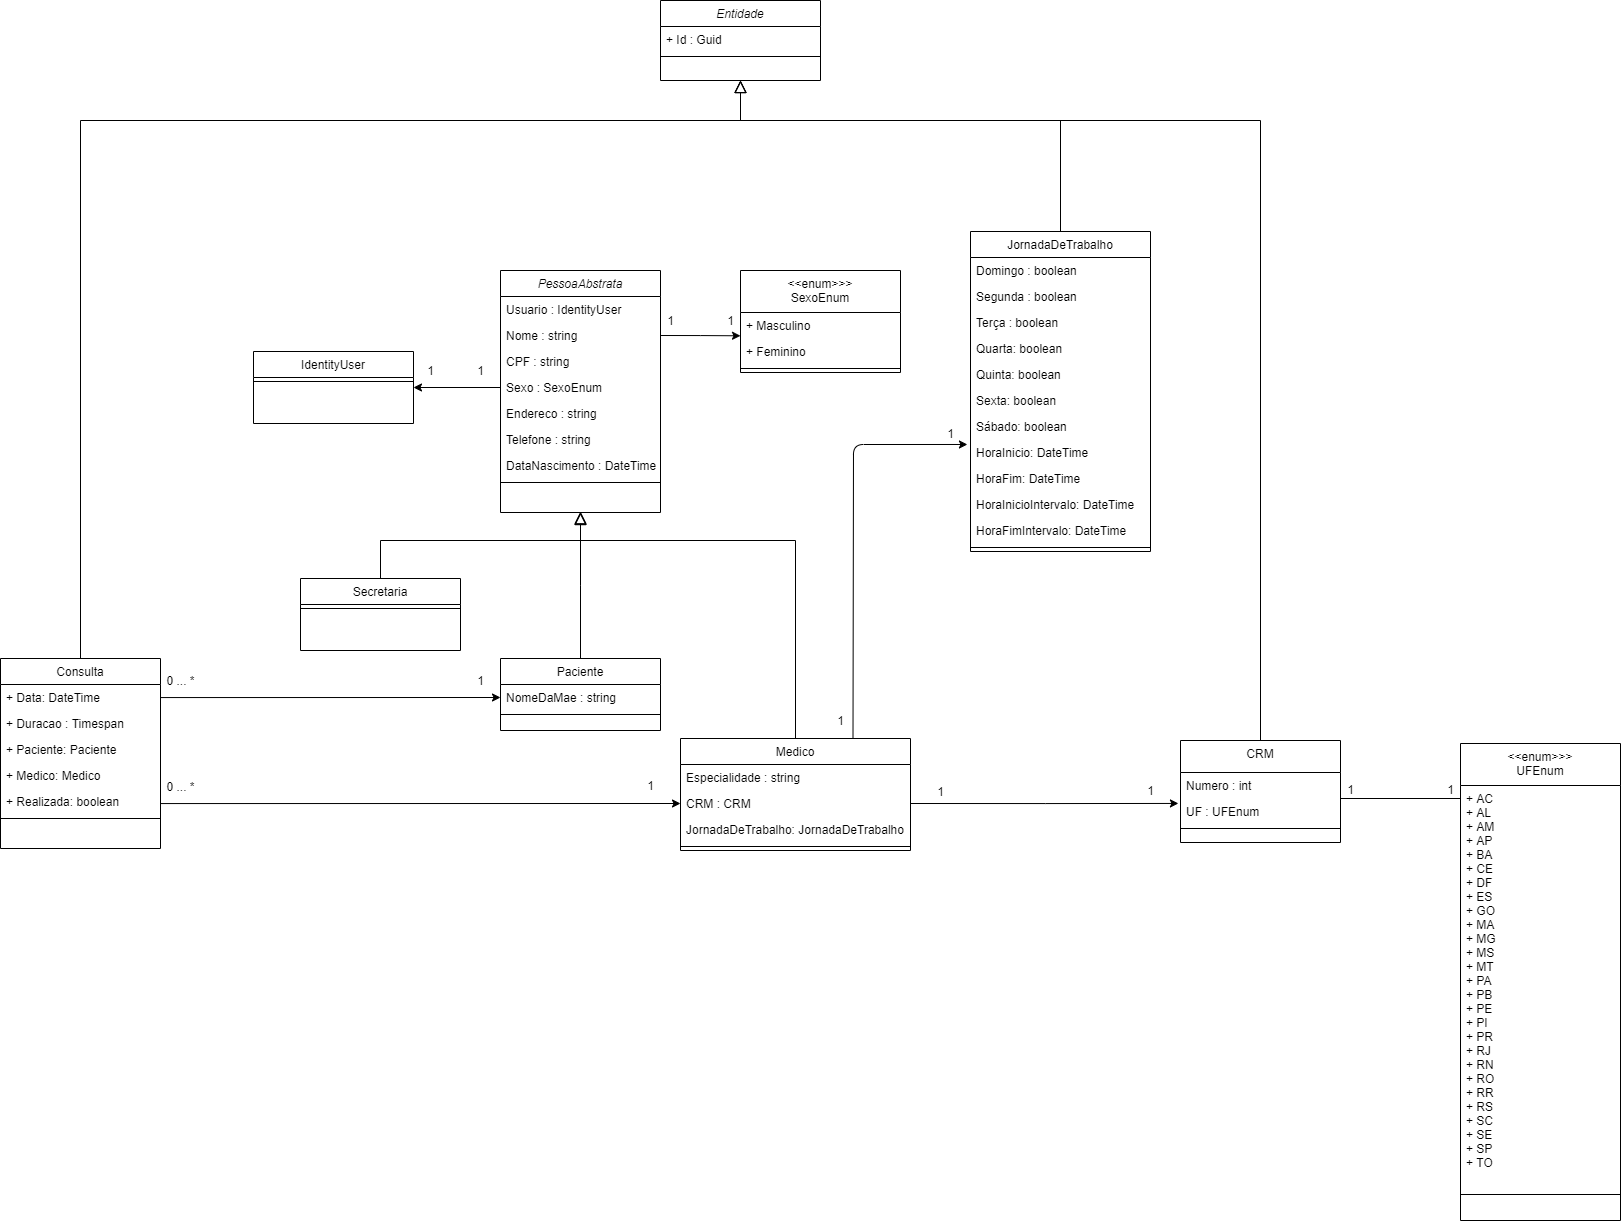 Entidade
+ Id : Guid
JornadaDeTrabalho
Domingo : boolean
Segunda : boolean
Terça : boolean
Quarta: boolean
Quinta: boolean
Sexta: boolean
Sábado: boolean
HoraInicio: DateTime
HoraFim: DateTime
HoraInicioIntervalo: DateTime
HoraFimIntervalo: DateTime
PessoaAbstrata
Usuario : IdentityUser
Nome : string
CPF : string
Sexo : SexoEnum
Endereco : string
Telefone : string
DataNascimento : DateTime
1
1
<<enum>>>
SexoEnum
+ Masculino
+ Feminino
IdentityUser
1
1
1
Secretaria
Consulta
+ Data: DateTime
+ Duracao : Timespan
+ Paciente: Paciente
+ Medico: Medico
+ Realizada: boolean
0 ... *
1
Paciente
NomeDaMae : string
0 ... *
1
1
Medico
Especialidade : string
CRM : CRM
JornadaDeTrabalho: JornadaDeTrabalho
1
1
CRM
Numero : int
UF : UFEnum
1
1
<<enum>>>
UFEnum
+ AC
+ AL
+ AM
+ AP
+ BA
+ CE
+ DF
+ ES
+ GO
+ MA
+ MG
+ MS
+ MT
+ PA
+ PB
+ PE
+ PI
+ PR
+ RJ
+ RN
+ RO
+ RR
+ RS
+ SC
+ SE
+ SP
+ TO